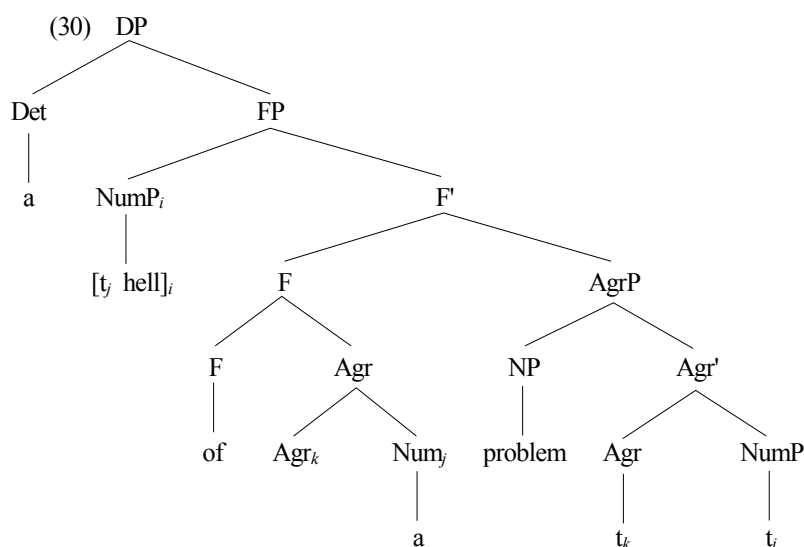 (30) DP
Det FP
a NumPᵢ F'
[tⱼ hell]ᵢ F AgrP
F Agr NP Agr'
of Agrₖ Numⱼ problem Agr NumP
a tₖ tᵢ